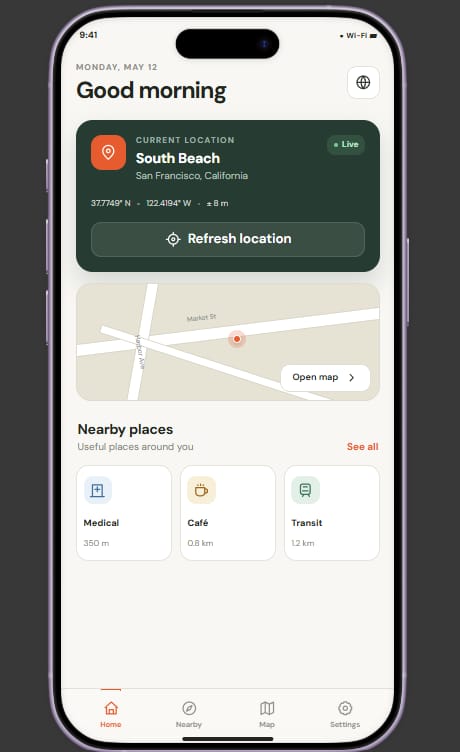 9:41
• Wi-Fi
MONDAY, MAY 12
Good morning
CURRENT LOCATION
Live
South Beach
San Francisco, California
37.7749° N - 122.4194° W · ± 8 m
Refresh location
Market St
Harbor Ave
Open map
Nearby places
Useful places around you
See all
Medical
Café
Transit
350 m
0.8 km
1.2 km
Home
Nearby
Map
Settings